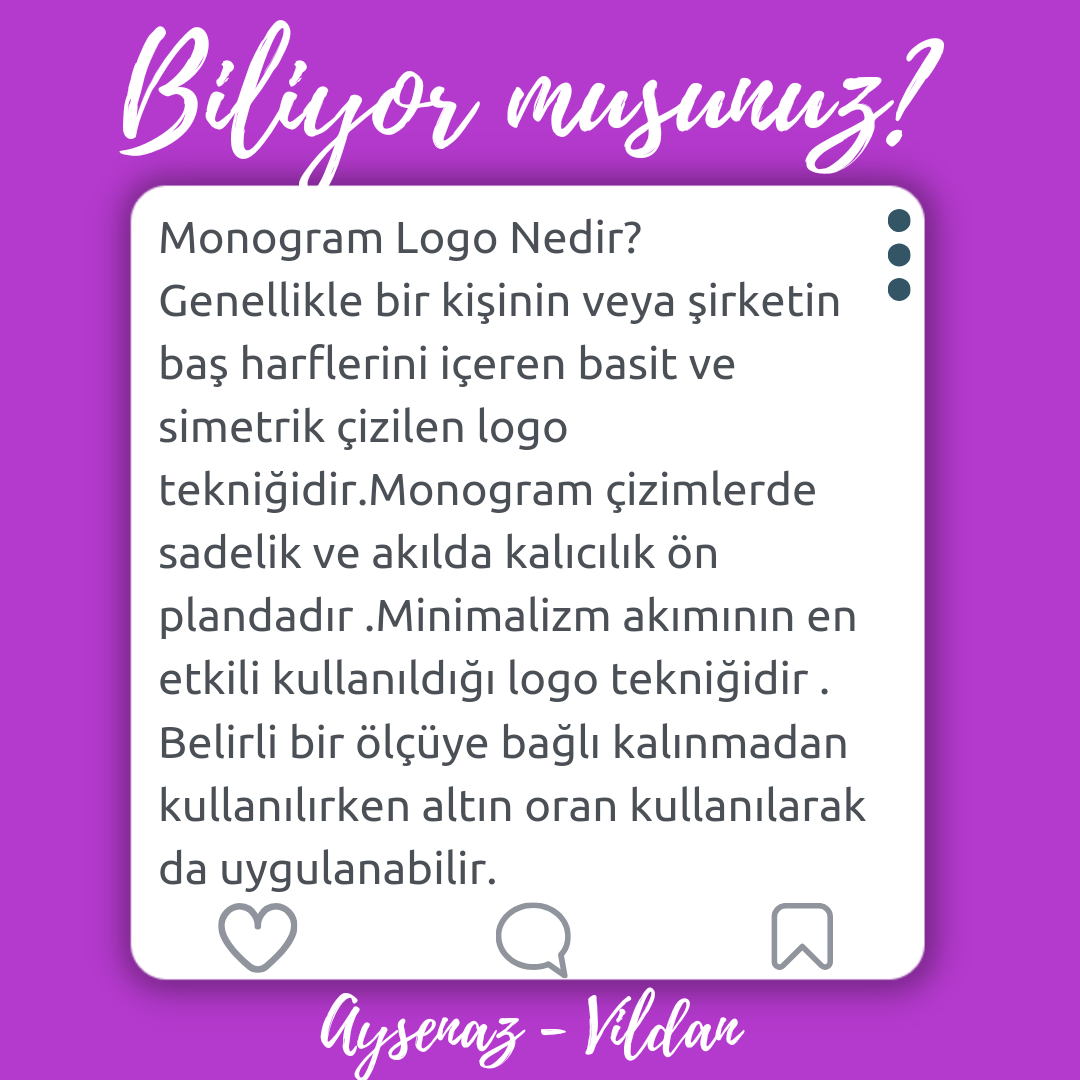 Biliyor musunuz?
Monogram Logo Nedir?
Genellikle bir kişinin veya şirketin
baş harflerini içeren basit ve
simetrik çizilen logo
tekniğidir.Monogram çizimlerde
sadelik ve akılda kalıcılık ön
plandadır .Minimalizm akımının en
etkili kullanıldığı logo tekniğidir .
Belirli bir ölçüye bağlı kalınmadan
kullanılırken altın oran kullanılarak
da uygulanabilir.
Aysenaz - Vildan